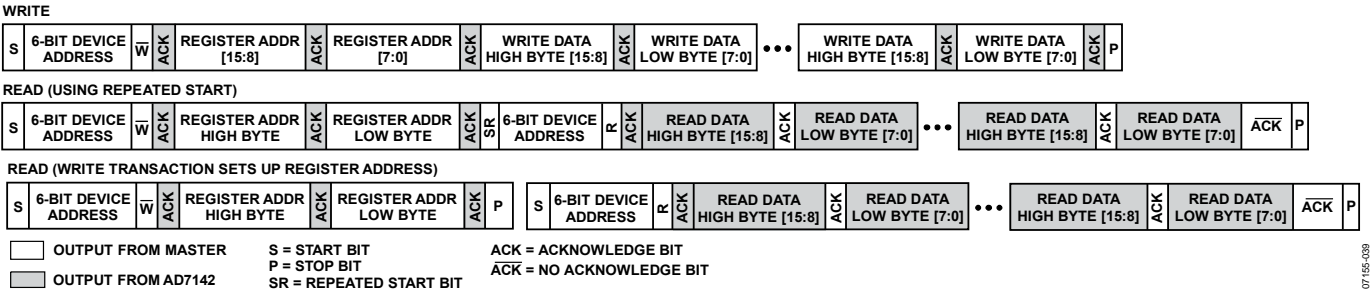 WRITE
S 6-BIT DEVICE ADDRESS W̅ ACK REGISTER ADDR [15:8] ACK REGISTER ADDR [7:0] ACK WRITE DATA HIGH BYTE [15:8] ACK WRITE DATA LOW BYTE [7:0] ••• WRITE DATA HIGH BYTE [15:8] ACK WRITE DATA LOW BYTE [7:0] ACK P
READ (USING REPEATED START)
S 6-BIT DEVICE ADDRESS W̅ ACK REGISTER ADDR HIGH BYTE ACK REGISTER ADDR LOW BYTE ACK SR 6-BIT DEVICE ADDRESS R ACK READ DATA HIGH BYTE [15:8] ACK READ DATA LOW BYTE [7:0] ••• READ DATA HIGH BYTE [15:8] ACK READ DATA LOW BYTE [7:0] A̅C̅K̅ P
READ (WRITE TRANSACTION SETS UP REGISTER ADDRESS)
S 6-BIT DEVICE ADDRESS W̅ ACK REGISTER ADDR HIGH BYTE ACK REGISTER ADDR LOW BYTE ACK P S 6-BIT DEVICE ADDRESS R ACK READ DATA HIGH BYTE [15:8] ACK READ DATA LOW BYTE [7:0] ••• READ DATA HIGH BYTE [15:8] ACK READ DATA LOW BYTE [7:0] A̅C̅K̅ P
OUTPUT FROM MASTER
OUTPUT FROM AD7142
S = START BIT
P = STOP BIT
SR = REPEATED START BIT
ACK = ACKNOWLEDGE BIT
A̅C̅K̅ = NO ACKNOWLEDGE BIT
07155-039